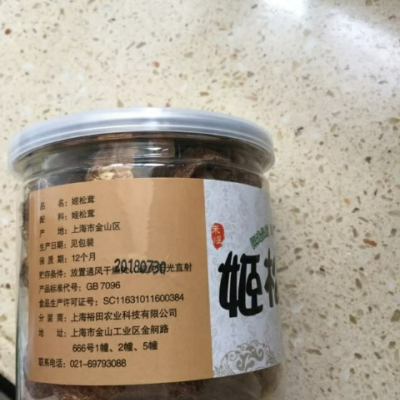 品　名：姬松茸
配　料：姬松茸
产　地：上海市金山区
生产日期：见包装
保 质 期：12个月
20180730
贮存条件：放置通风干燥处，避免阳光直射
产品标准代号：GB 7096
食品生产许可证号：SC11631011600384
分 装 商：上海裕田农业科技有限公司
地　址：上海市金山工业区金舸路
666号1幢、2幢、5幢
联系电话：021-69793088
姬